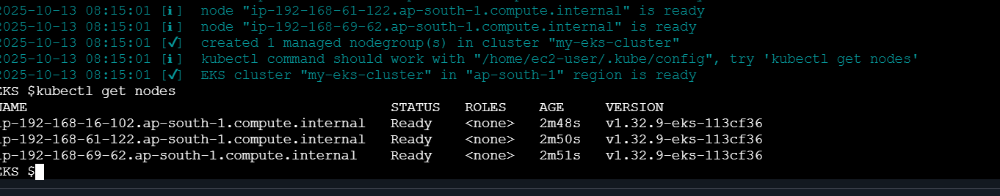 2025-10-13 08:15:01 [ℹ]  node "ip-192-168-61-122.ap-south-1.compute.internal" is ready
2025-10-13 08:15:01 [ℹ]  node "ip-192-168-69-62.ap-south-1.compute.internal" is ready
2025-10-13 08:15:01 [✔]  created 1 managed nodegroup(s) in cluster "my-eks-cluster"
2025-10-13 08:15:01 [ℹ]  kubectl command should work with "/home/ec2-user/.kube/config", try 'kubectl get nodes'
2025-10-13 08:15:01 [✔]  EKS cluster "my-eks-cluster" in "ap-south-1" region is ready
EKS $kubectl get nodes
NAME                                            STATUS   ROLES    AGE     VERSION
ip-192-168-16-102.ap-south-1.compute.internal   Ready    <none>   2m48s   v1.32.9-eks-113cf36
ip-192-168-61-122.ap-south-1.compute.internal   Ready    <none>   2m50s   v1.32.9-eks-113cf36
ip-192-168-69-62.ap-south-1.compute.internal    Ready    <none>   2m51s   v1.32.9-eks-113cf36
EKS $